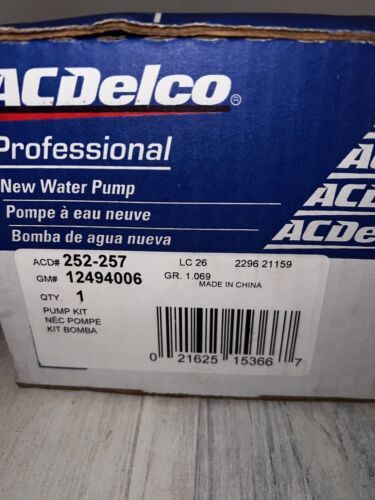 ACDelco®
Professional
New Water Pump
Pompe à eau neuve
Bomba de agua nueva
ACDelco
ACD# 252-257 LC 26 2296 21159
GM# 12494006 GR. 1.069
MADE IN CHINA
QTY. 1
PUMP KIT
NÉC POMPE
KIT BOMBA
0 21625 15366 7